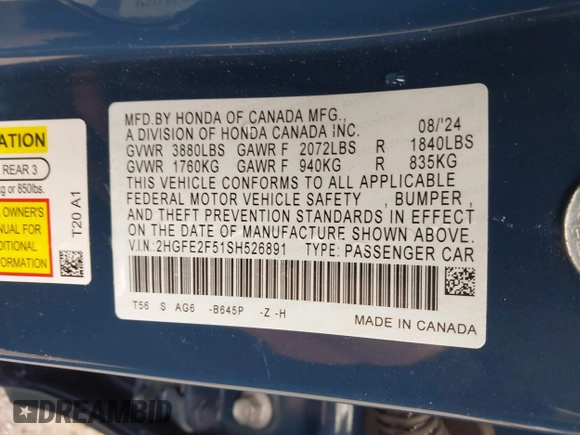 MFD.BY HONDA OF CANADA MFG.,
A DIVISION OF HONDA CANADA INC. 08/'24
GVWR 3880LBS GAWR F 2072LBS R 1840LBS
GVWR 1760KG GAWR F 940KG R 835KG
THIS VEHICLE CONFORMS TO ALL APPLICABLE
FEDERAL MOTOR VEHICLE SAFETY , BUMPER ,
AND THEFT PREVENTION STANDARDS IN EFFECT
ON THE DATE OF MANUFACTURE SHOWN ABOVE.
V.I.N: 2HGFE2F51SH526891 TYPE: PASSENGER CAR
T56 S AG6 -B645P -Z -H
MADE IN CANADA
ATION
REAR 3
kg or 850lbs.
OWNER'S
NUAL FOR
DITIONAL
ORMATION
T20 A1
DREAMBID